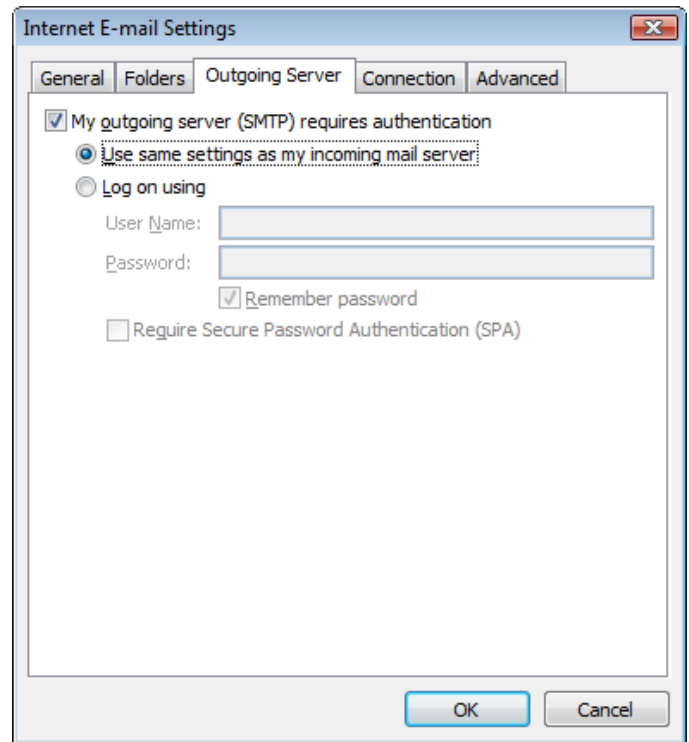 Internet E-mail Settings
General Folders Outgoing Server Connection Advanced
My outgoing server (SMTP) requires authentication
Use same settings as my incoming mail server
Log on using
User Name:
Password:
Remember password
Require Secure Password Authentication (SPA)
OK Cancel